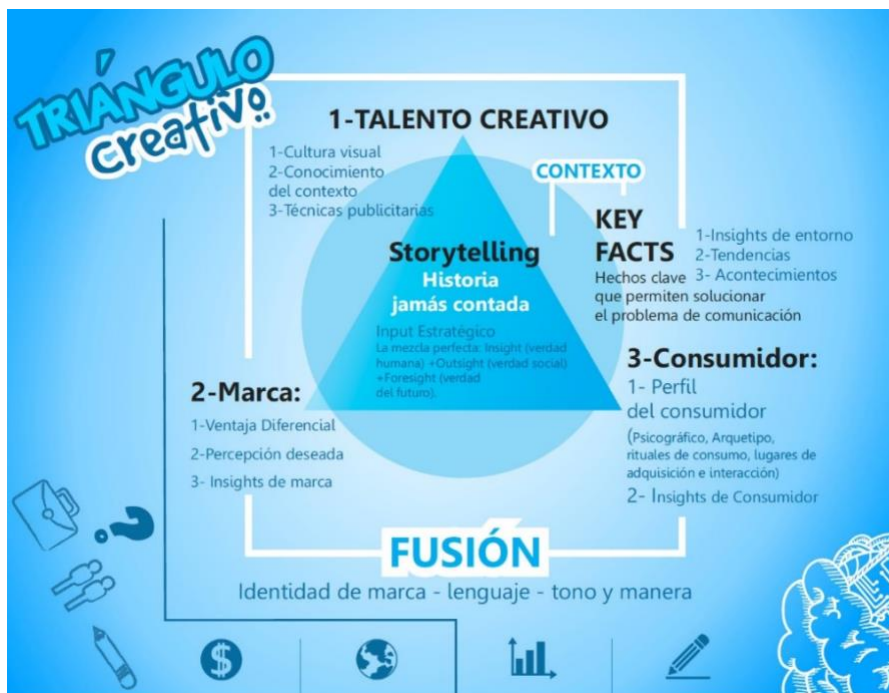 TRIÁNGULO
creativo
1-TALENTO CREATIVO
1-Cultura visual
2-Conocimiento
del contexto
3-Técnicas publicitarias
CONTEXTO
KEY
FACTS
Hechos clave
que permiten solucionar
el problema de comunicación
1-Insights de entorno
2-Tendencias
3- Acontecimientos
Storytelling
Historia
jamás contada
Input Estratégico
La mezcla perfecta: Insight (verdad
humana) +Outsight (verdad social)
+Foresight (verdad
del futuro).
2-Marca:
1-Ventaja Diferencial
2-Percepción deseada
3- Insights de marca
3-Consumidor:
1- Perfil
del consumidor
(Psicográfico, Arquetipo,
rituales de consumo, lugares de
adquisición e interacción)
2- Insights de Consumidor
FUSIÓN
Identidad de marca - lenguaje - tono y manera